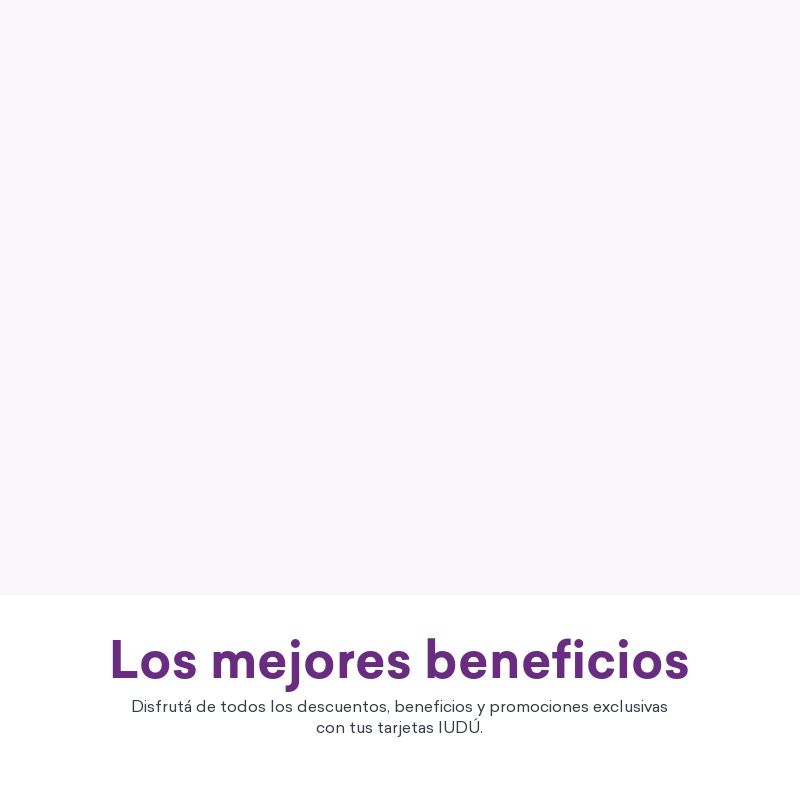 Los mejores beneficios
Disfrutá de todos los descuentos, beneficios y promociones exclusivas
con tus tarjetas IUDÚ.